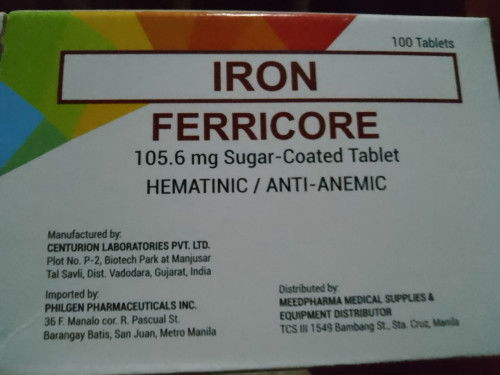 100 Tablets
IRON
FERRICORE
105.6 mg Sugar-Coated Tablet
HEMATINIC / ANTI-ANEMIC
Manufactured by:
CENTURION LABORATORIES PVT. LTD.
Plot No. P-2, Biotech Park at Manjusar
Tal Savli, Dist. Vadodara, Gujarat, India
Imported by:
PHILGEN PHARMACEUTICALS INC.
36 F. Manalo cor. R. Pascual St.
Barangay Batis, San Juan, Metro Manila
Distributed by:
MEEDPHARMA MEDICAL SUPPLIES &
EQUIPMENT DISTRIBUTOR
TCS III 1549 Bambang St., Sta. Cruz, Manila